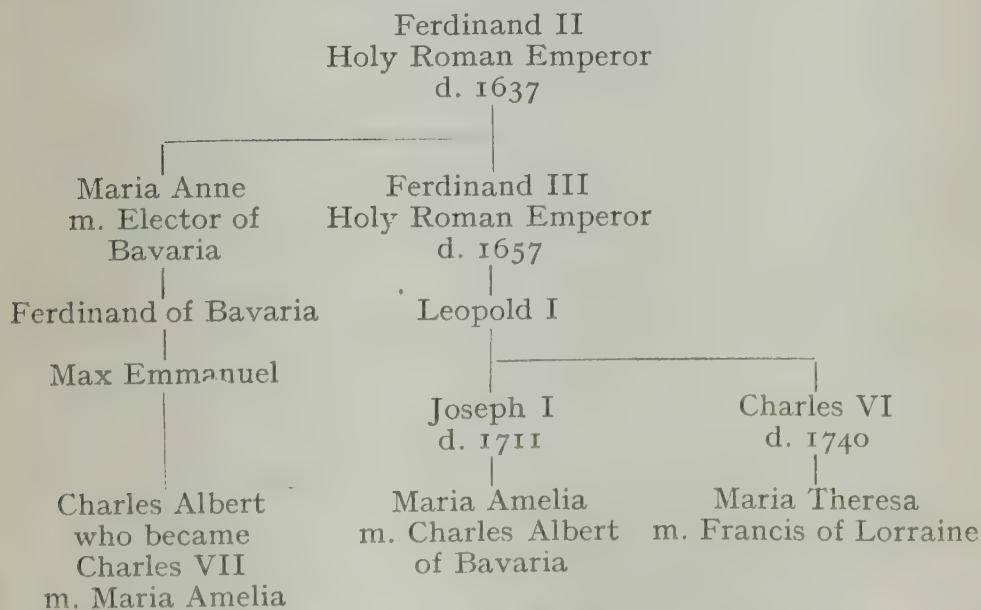 Ferdinand II
Holy Roman Emperor
d. 1637
Maria Anne
m. Elector of
Bavaria
Ferdinand III
Holy Roman Emperor
d. 1657
Ferdinand of Bavaria
Leopold I
Max Emmanuel
Joseph I
d. 1711
Charles VI
d. 1740
Charles Albert
who became
Charles VII
m. Maria Amelia
Maria Amelia
m. Charles Albert
of Bavaria
Maria Theresa
m. Francis of Lorraine